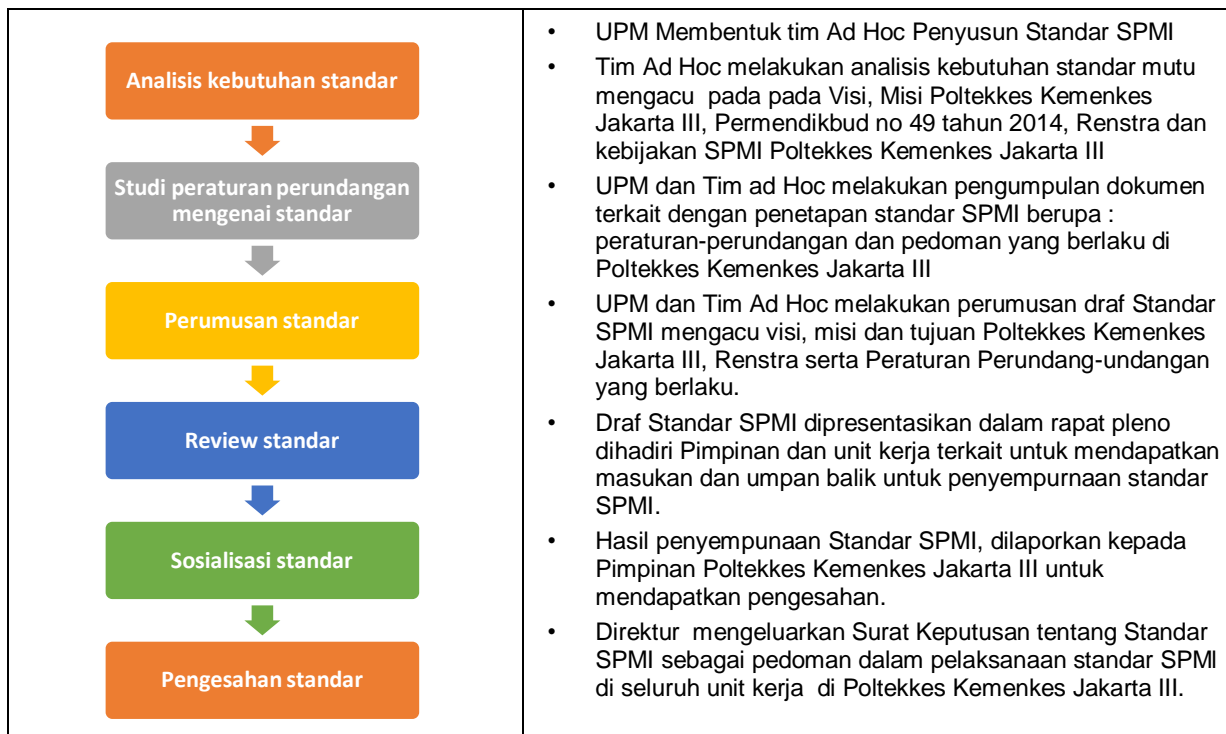 Analisis kebutuhan standar
Studi peraturan perundangan
mengenai standar
Perumusan standar
Review standar
Sosialisasi standar
Pengesahan standar
• UPM Membentuk tim Ad Hoc Penyusun Standar SPMI
• Tim Ad Hoc melakukan analisis kebutuhan standar mutu
mengacu pada pada Visi, Misi Poltekkes Kemenkes
Jakarta III, Permendikbud no 49 tahun 2014, Renstra dan
kebijakan SPMI Poltekkes Kemenkes Jakarta III
• UPM dan Tim ad Hoc melakukan pengumpulan dokumen
terkait dengan penetapan standar SPMI berupa :
peraturan-perundangan dan pedoman yang berlaku di
Poltekkes Kemenkes Jakarta III
• UPM dan Tim Ad Hoc melakukan perumusan draf Standar
SPMI mengacu visi, misi dan tujuan Poltekkes Kemenkes
Jakarta III, Renstra serta Peraturan Perundang-undangan
yang berlaku.
• Draf Standar SPMI dipresentasikan dalam rapat pleno
dihadiri Pimpinan dan unit kerja terkait untuk mendapatkan
masukan dan umpan balik untuk penyempurnaan standar
SPMI.
• Hasil penyempunaan Standar SPMI, dilaporkan kepada
Pimpinan Poltekkes Kemenkes Jakarta III untuk
mendapatkan pengesahan.
• Direktur mengeluarkan Surat Keputusan tentang Standar
SPMI sebagai pedoman dalam pelaksanaan standar SPMI
di seluruh unit kerja di Poltekkes Kemenkes Jakarta III.